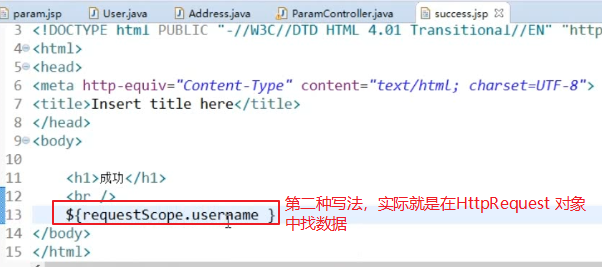 param.jsp User.java Address.java ParamController.java success.jsp
3 <!DOCTYPE html PUBLIC "-//W3C//DTD HTML 4.01 Transitional//EN" "http
4 <html>
5 <head>
6 <meta http-equiv="Content-Type" content="text/html; charset=UTF-8">
7 <title>Insert title here</title>
8 </head>
9 <body>
10
11 <h1>成功</h1>
12 <br />
13 ${requestScope.username }
第二种写法，实际就是在HttpRequest 对象
中找数据
14 </body>
15 </html>